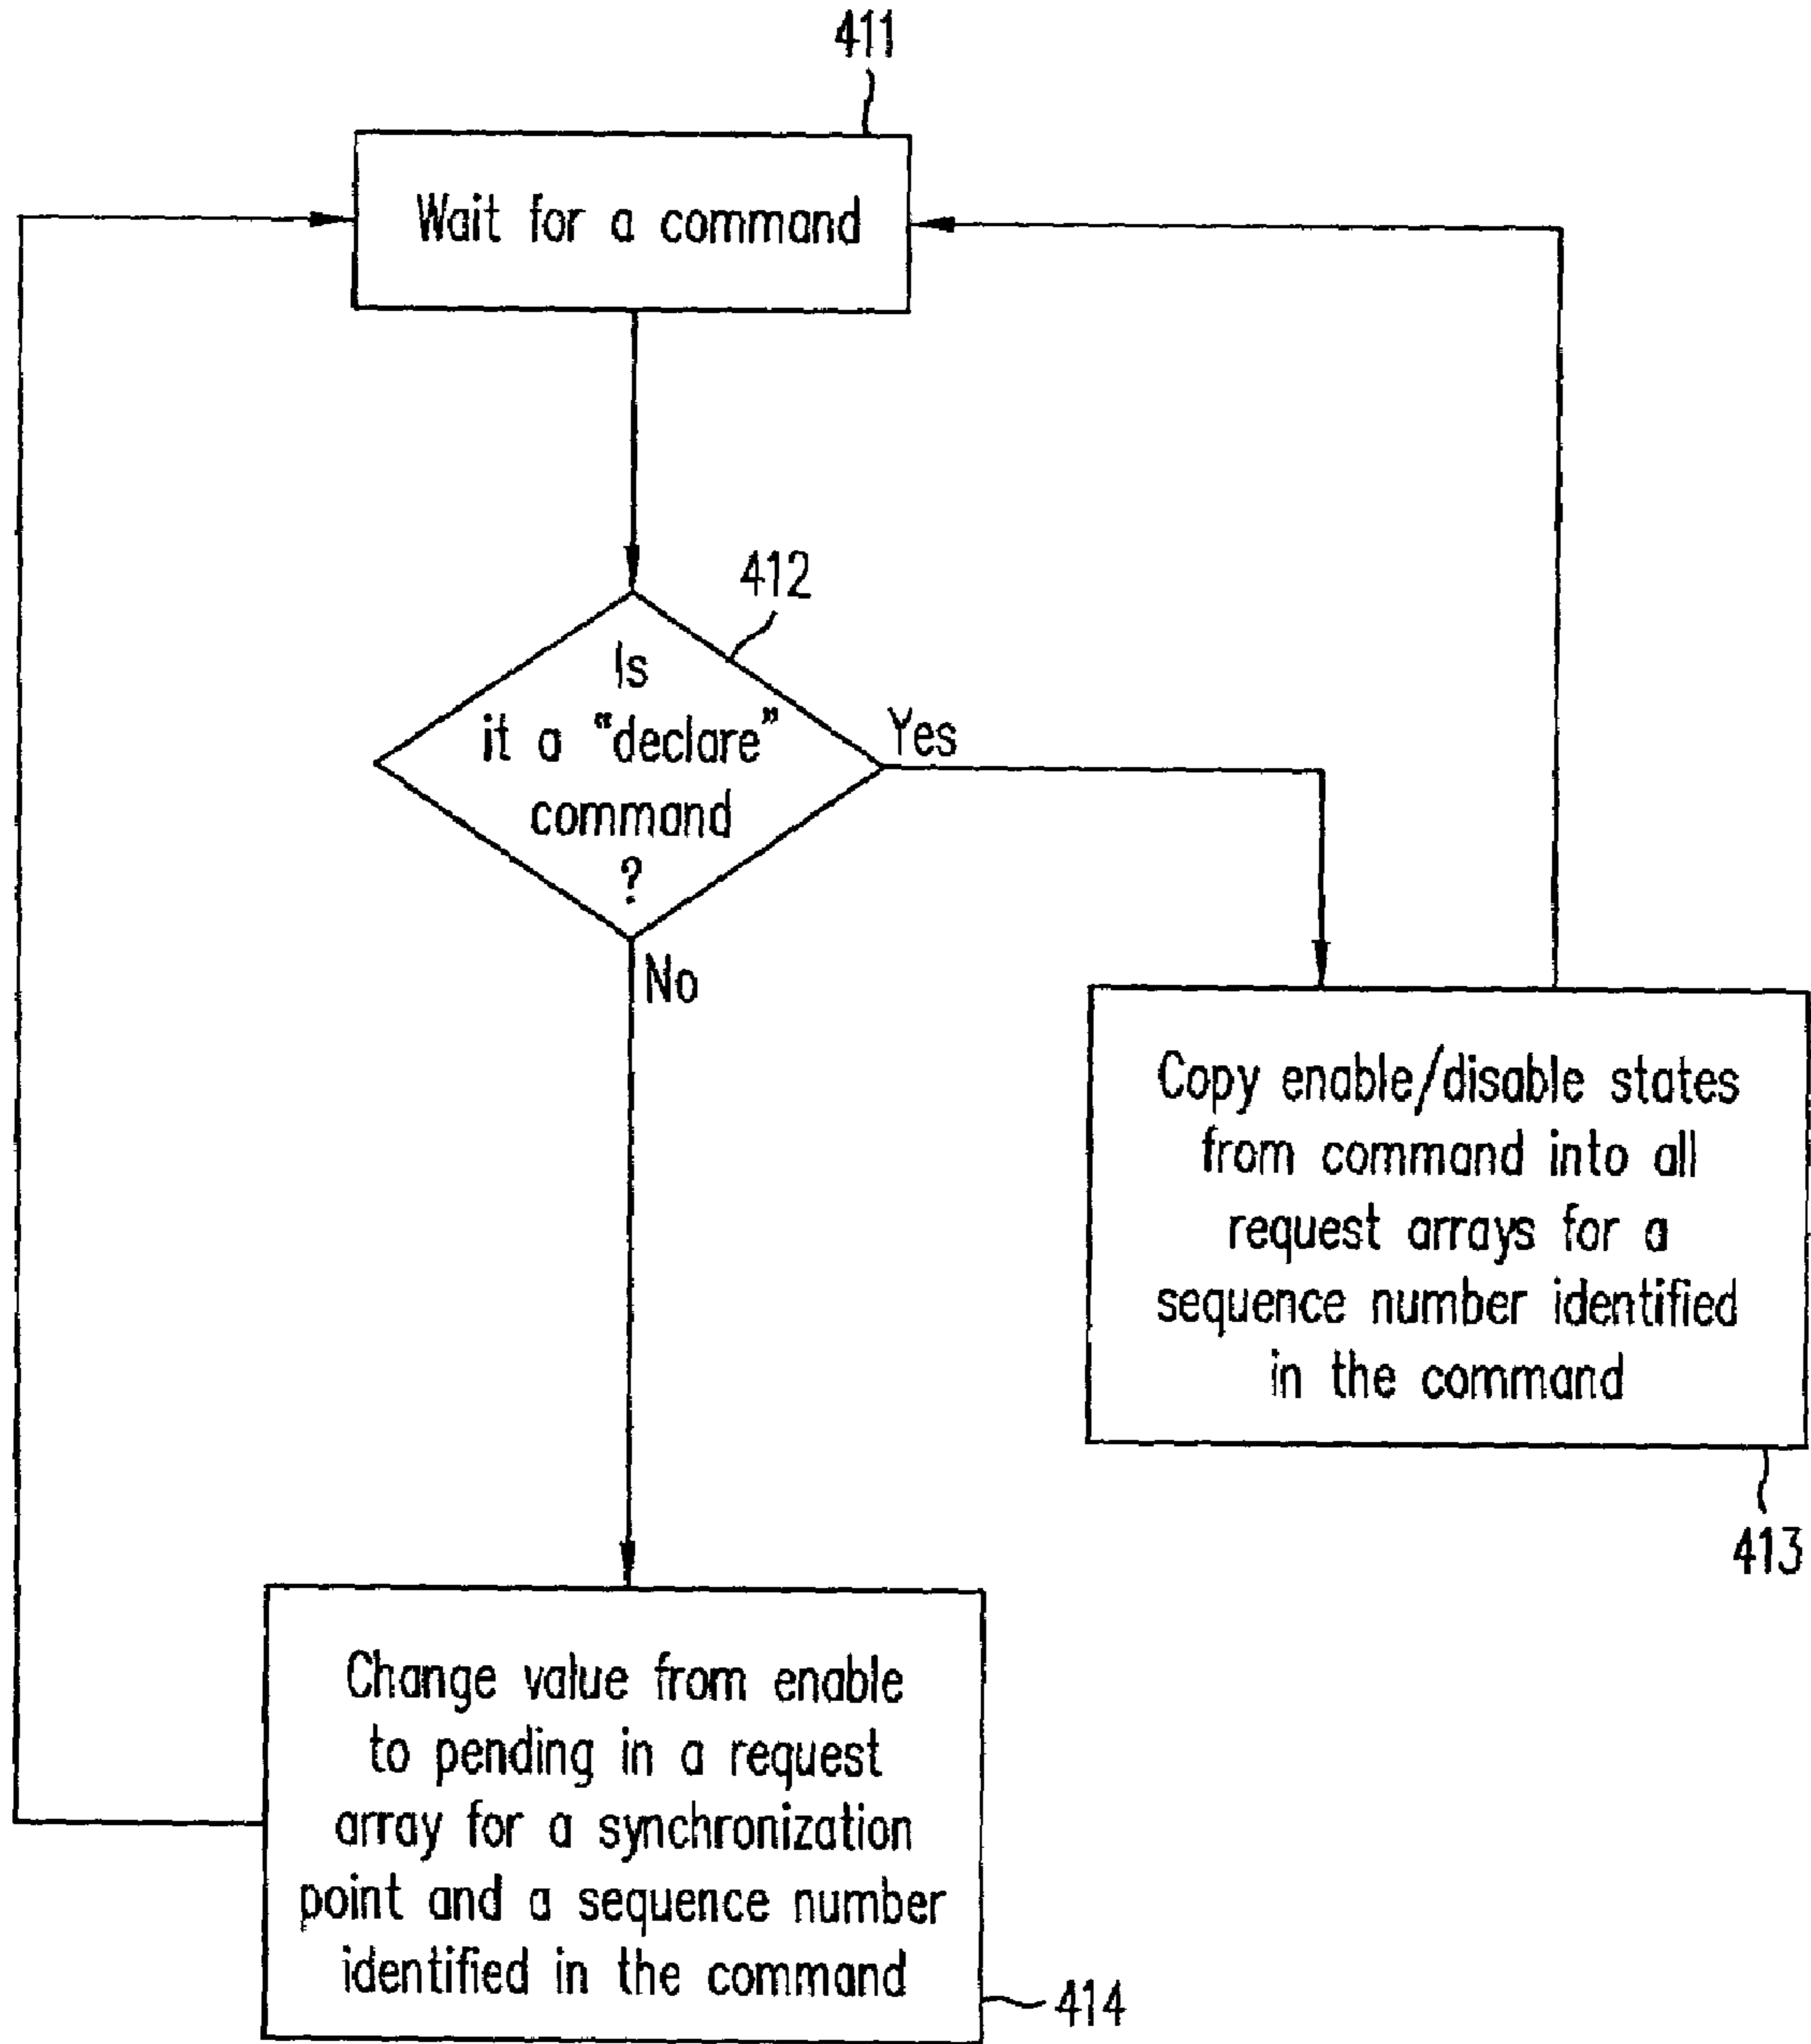 411
Wait for a command
412
Is
it a “declare”
command
?
Yes
No
Copy enable/disable states
from command into all
request arrays for a
sequence number identified
in the command
413
Change value from enable
to pending in a request
array for a synchronization
point and a sequence number
identified in the command
414